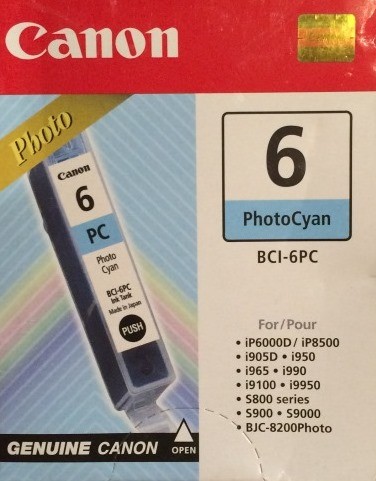 Canon
Photo
Canon
6
PC
Photo
Cyan
BCI-6PC
Ink Tank
Made in Japan
PUSH
6
PhotoCyan
BCI-6PC
For/Pour
• iP6000D / iP8500
• i905D • i950
• i965 • i990
• i9100 • i9950
• S800 series
• S900 • S9000
• BJC-8200Photo
GENUINE CANON
OPEN